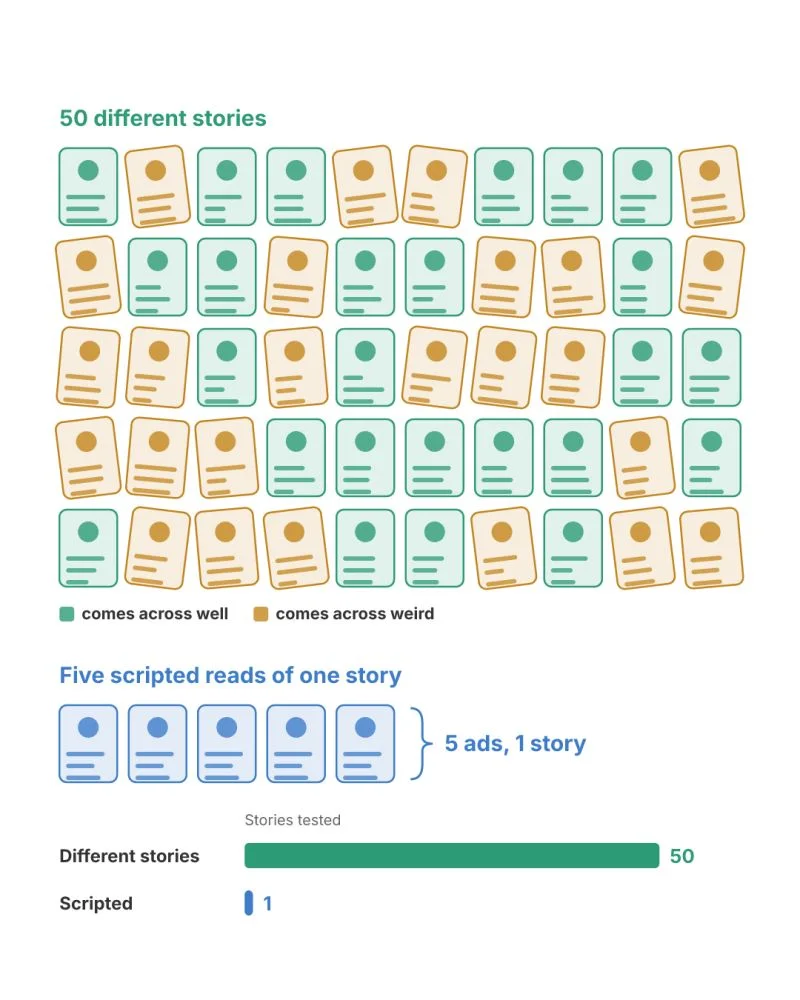 50 different stories
comes across well
comes across weird
Five scripted reads of one story
5 ads, 1 story
Stories tested
Different stories
50
Scripted
1